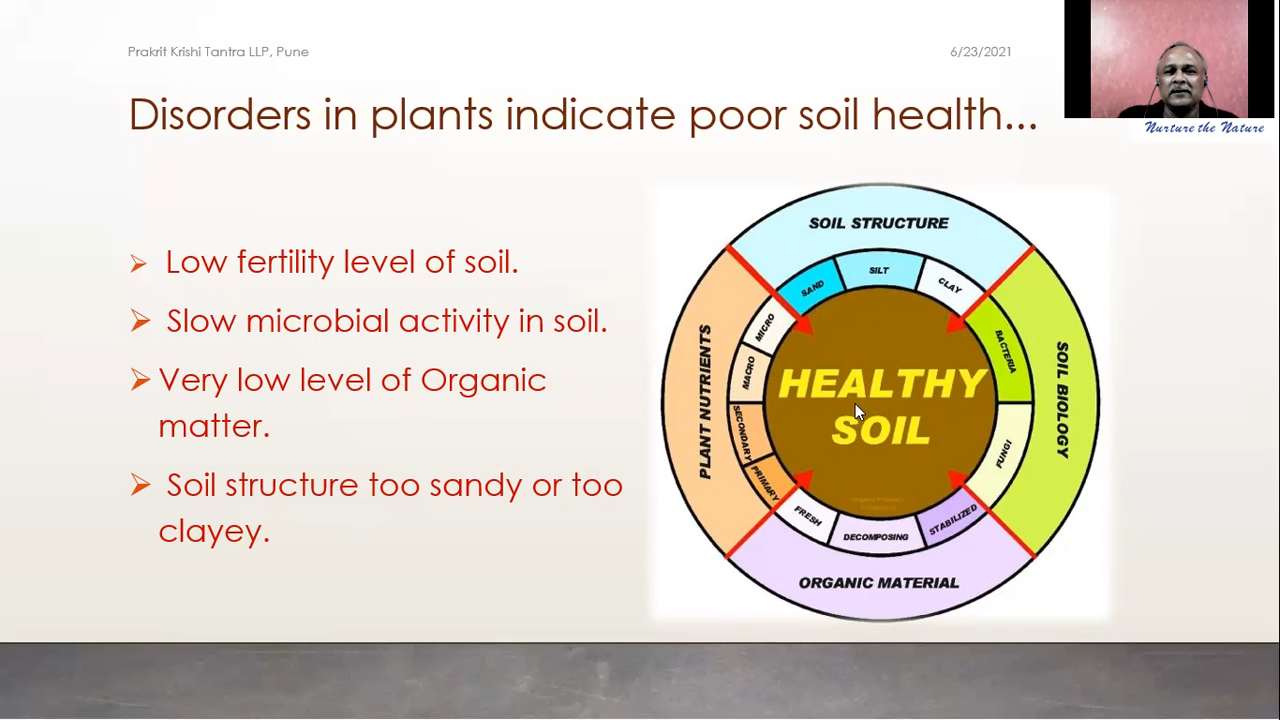 Prakrit Krishi Tantra LLP, Pune
6/23/2021
Disorders in plants indicate poor soil health...
Nurture the Nature
➢ Low fertility level of soil.
➢ Slow microbial activity in soil.
➢ Very low level of Organic
matter.
➢ Soil structure too sandy or too
clayey.
SOIL STRUCTURE
SAND
SILT
CLAY
BACTERIA
FUNGI
SOIL BIOLOGY
STABILIZED
DECOMPOSING
FRESH
ORGANIC MATERIAL
PRIMARY
SECONDARY
MACRO
MICRO
PLANT NUTRIENTS
HEALTHY
SOIL